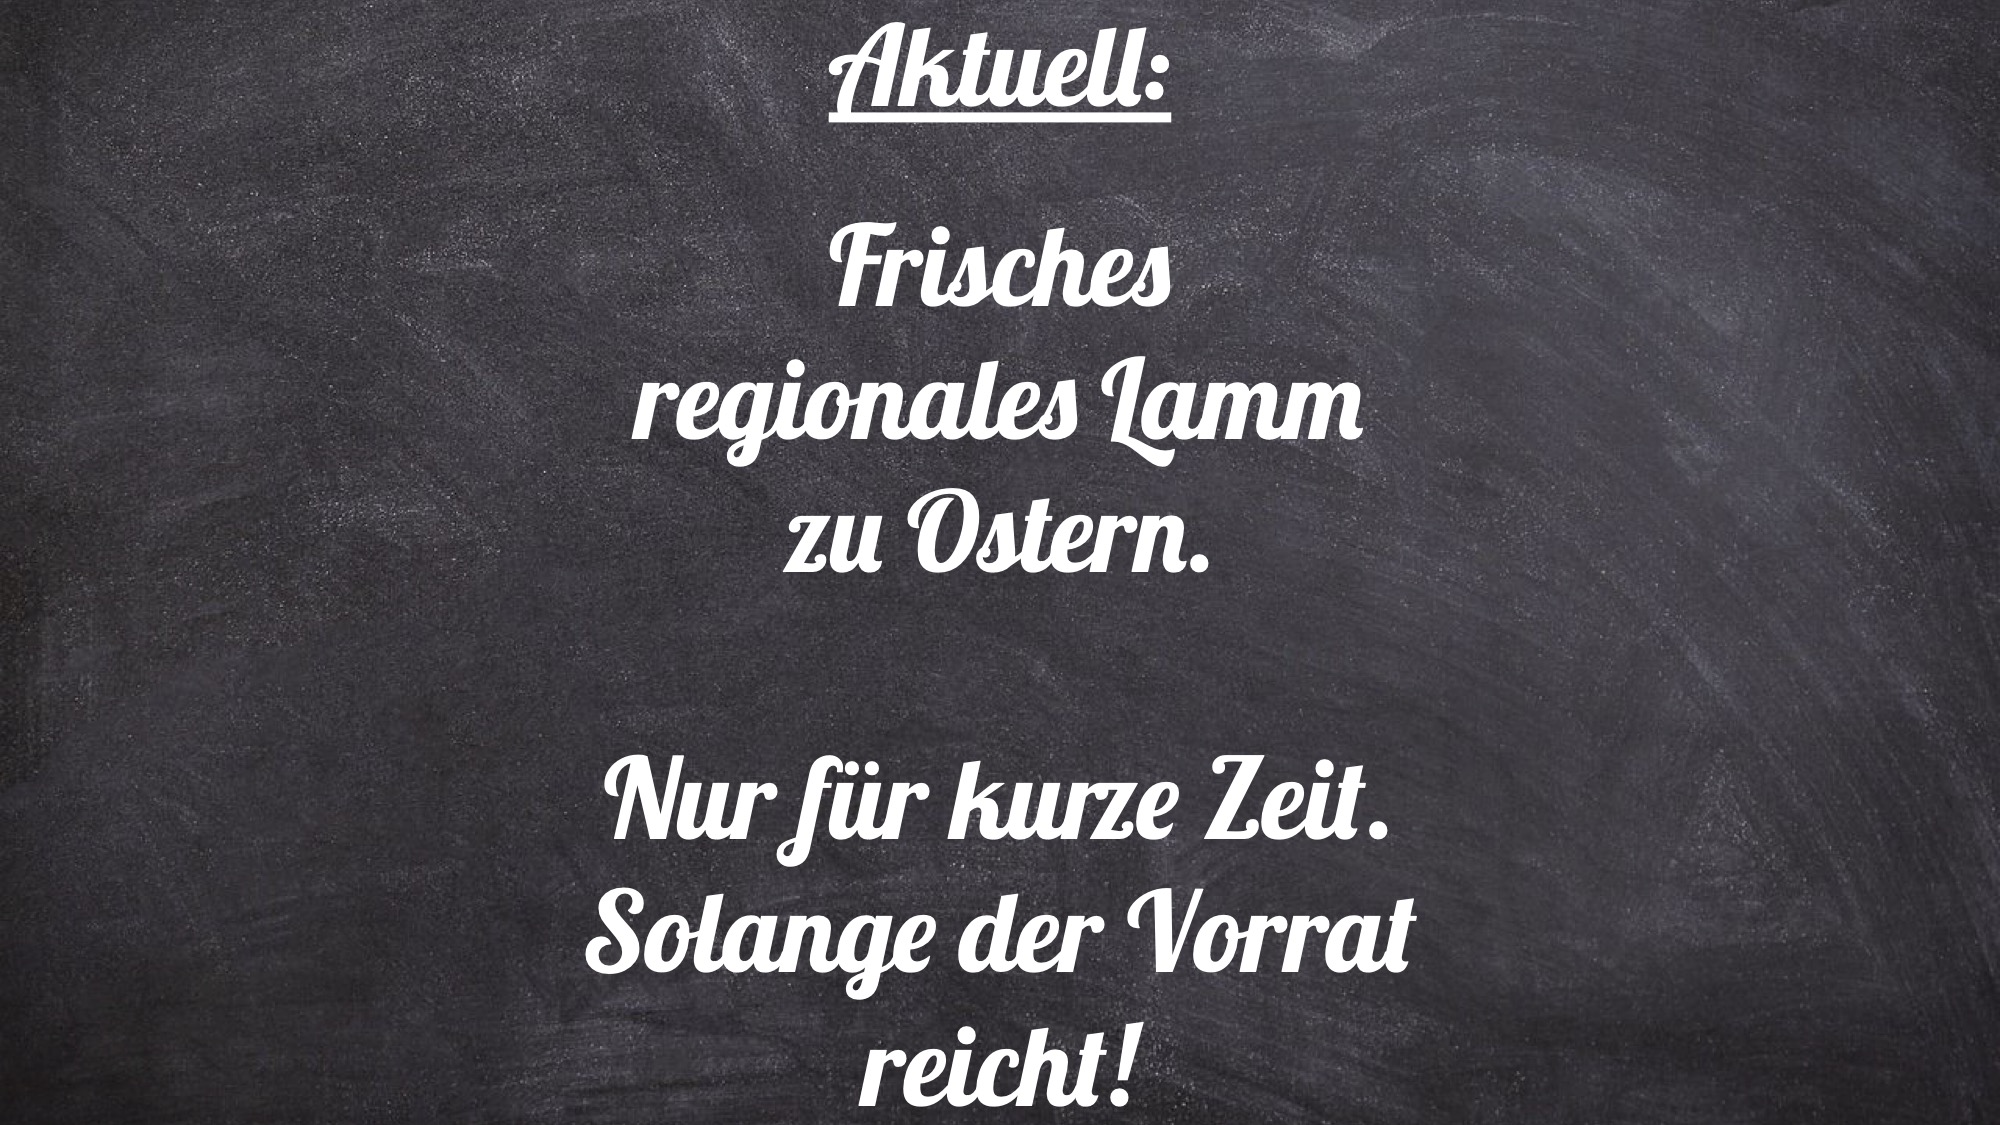 Aktuell:
Frisches
regionales Lamm
zu Ostern.
Nur für kurze Zeit.
Solange der Vorrat
reicht!